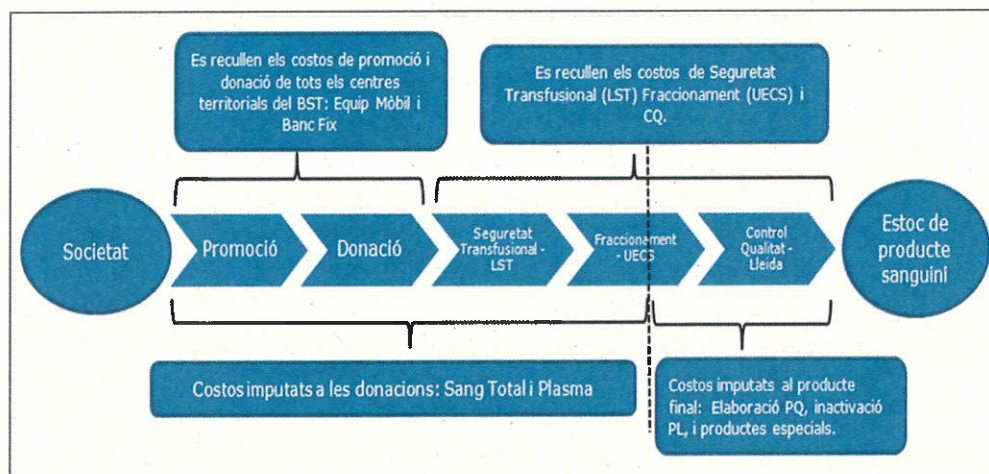 Es recullen els costos de promoció i
donació de tots els centres
territorials del BST: Equip Mòbil i
Banc Fix
Es recullen els costos de Seguretat
Transfusional (LST) Fraccionament (UECS) i
CQ.
Societat
Promoció
Donació
Seguretat
Transfusional -
LST
Fraccionament
- UECS
Control
Qualitat -
Lleida
Estoc de
producte
sanguini
Costos imputats a les donacions: Sang Total i Plasma
Costos imputats al producte
final: Elaboració PQ, inactivació
PL, i productes especials.